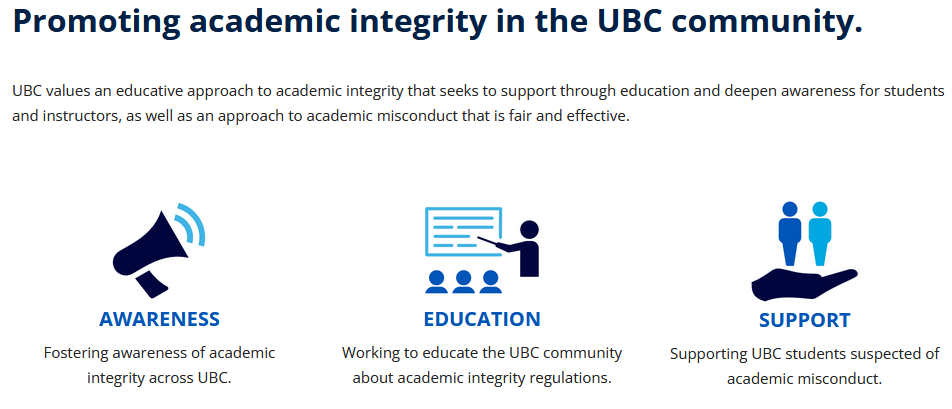 Promoting academic integrity in the UBC community.
UBC values an educative approach to academic integrity that seeks to support through education and deepen awareness for students
and instructors, as well as an approach to academic misconduct that is fair and effective.
AWARENESS
Fostering awareness of academic
integrity across UBC.
EDUCATION
Working to educate the UBC community
about academic integrity regulations.
SUPPORT
Supporting UBC students suspected of
academic misconduct.